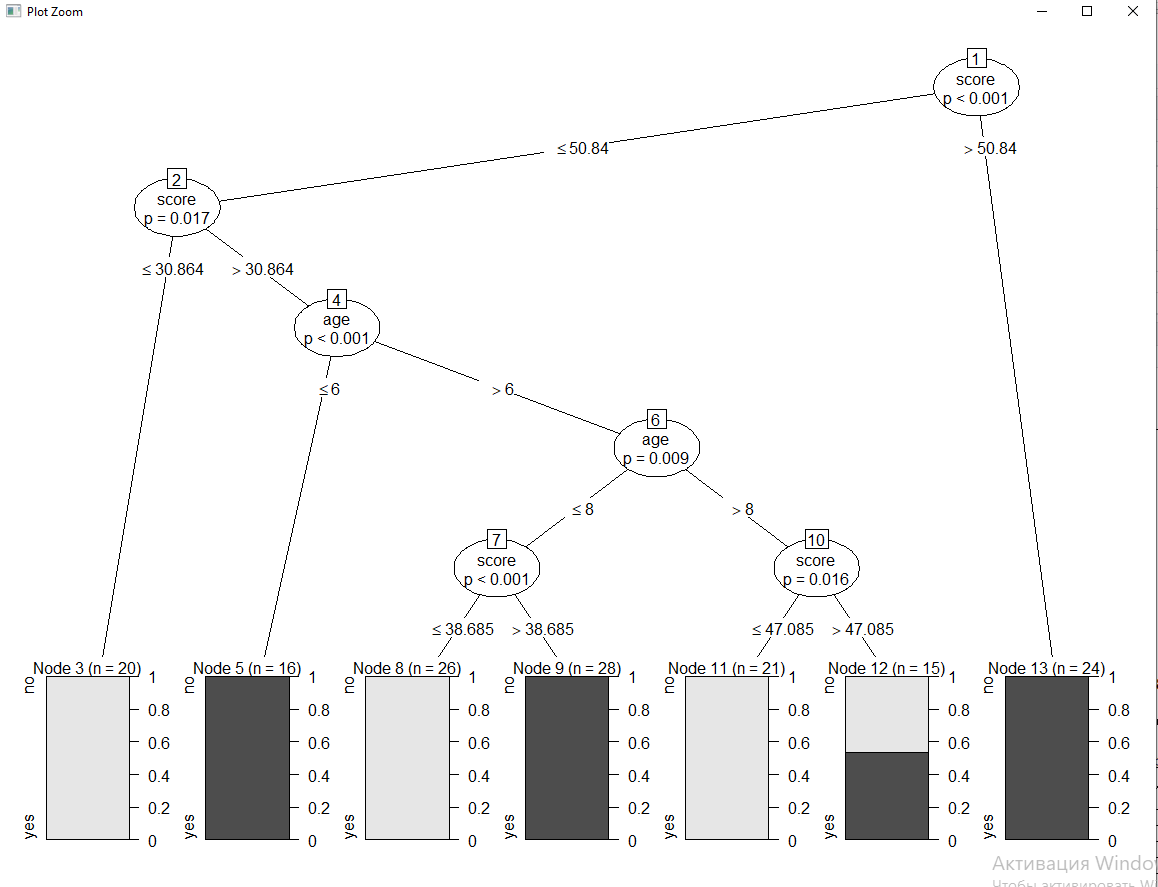 Plot Zoom
1
score
p < 0.001
≤ 50.84
> 50.84
2
score
p = 0.017
≤ 30.864
> 30.864
4
age
p < 0.001
≤ 6
> 6
6
age
p = 0.009
≤ 8
> 8
7
score
p < 0.001
10
score
p = 0.016
≤ 38.685
> 38.685
≤ 47.085
> 47.085
Node 3 (n = 20)
no
yes
1
0.8
0.6
0.4
0.2
0
Node 5 (n = 16)
no
yes
1
0.8
0.6
0.4
0.2
0
Node 8 (n = 26)
no
yes
1
0.8
0.6
0.4
0.2
0
Node 9 (n = 28)
no
yes
1
0.8
0.6
0.4
0.2
0
Node 11 (n = 21)
no
yes
1
0.8
0.6
0.4
0.2
0
Node 12 (n = 15)
no
yes
1
0.8
0.6
0.4
0.2
0
Node 13 (n = 24)
no
yes
1
0.8
0.6
0.4
0.2
0
Активация Windo
Чтобы активировать W